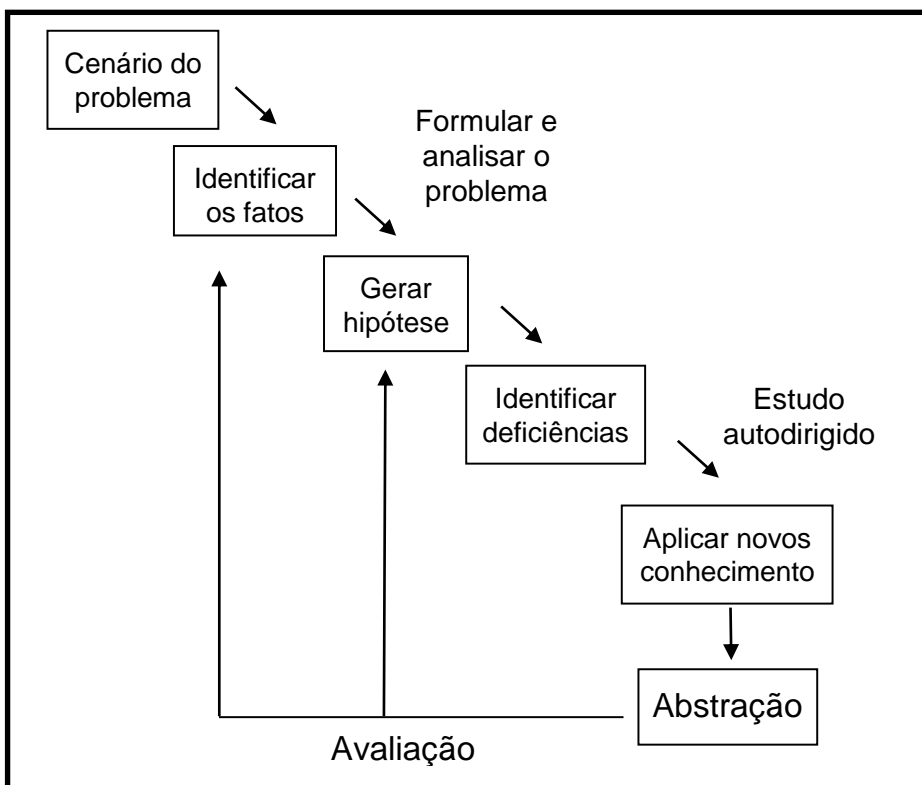 Cenário do
problema
Formular e
analisar o
problema
Identificar
os fatos
Gerar
hipótese
Identificar
deficiências
Estudo
autodirigido
Aplicar novos
conhecimento
Abstração
Avaliação